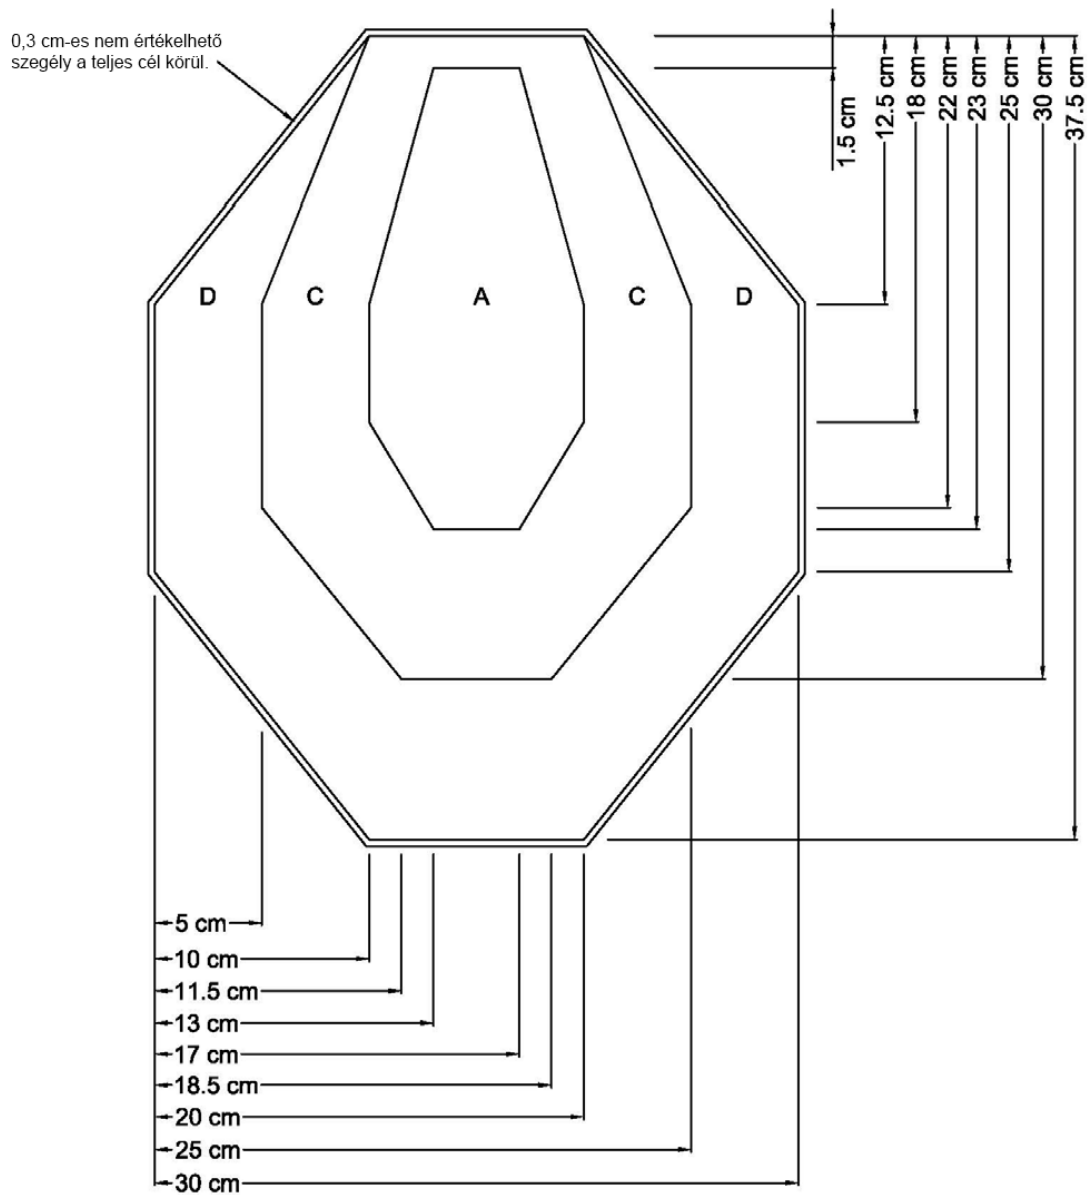 0,3 cm-es nem értékelhető
szegély a teljes cél körül.
1.5 cm
12.5 cm
18 cm
22 cm
23 cm
25 cm
30 cm
37.5 cm
D
C
A
C
D
5 cm
10 cm
11.5 cm
13 cm
17 cm
18.5 cm
20 cm
25 cm
30 cm